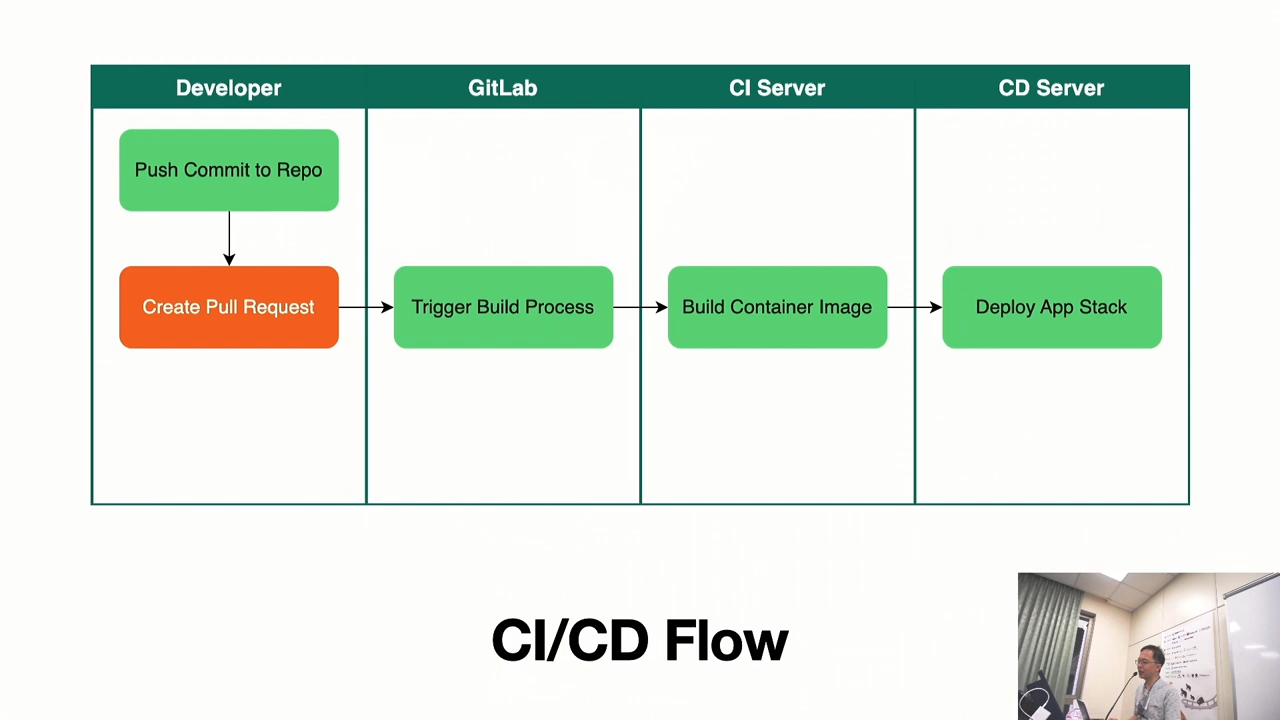 Developer
GitLab
CI Server
CD Server
Push Commit to Repo
Create Pull Request
Trigger Build Process
Build Container Image
Deploy App Stack
CI/CD Flow